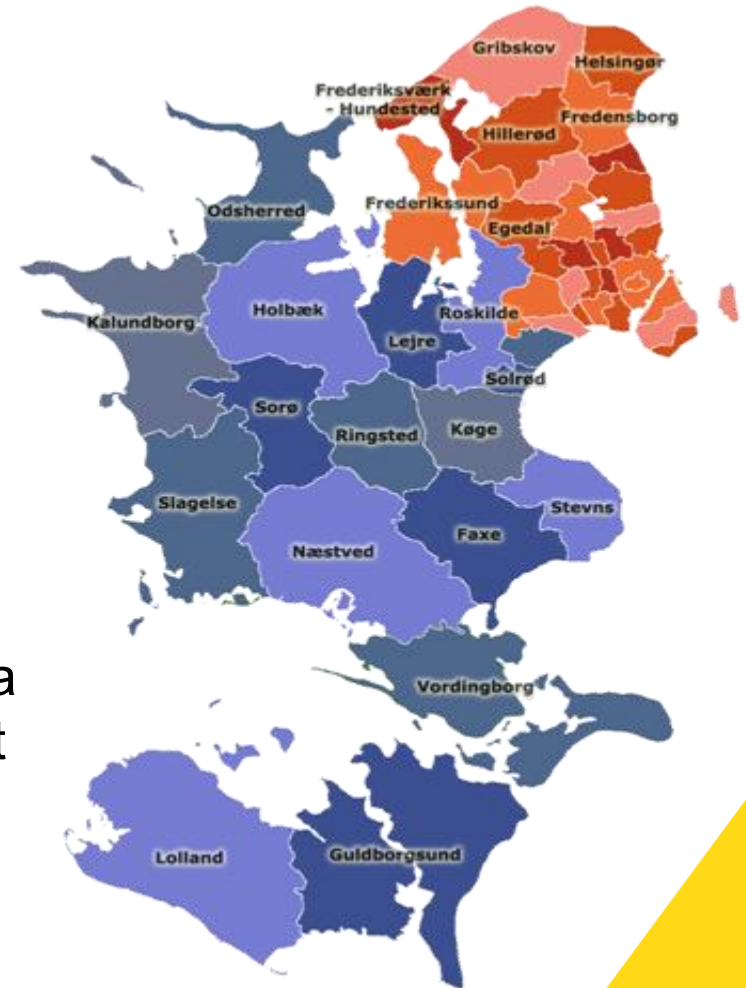 Gribskov
Helsingør
Frederiksværk
- Hundested
Fredensborg
Hillerød
Frederikssund
Odsherred
Egedal
Holbæk
Roskilde
Kalundborg
Lejre
Solrød
Sorø
Køge
Ringsted
Slagelse
Stevns
Faxe
Næstved
a
Vordingborg
t
Lolland
Guldborgsund